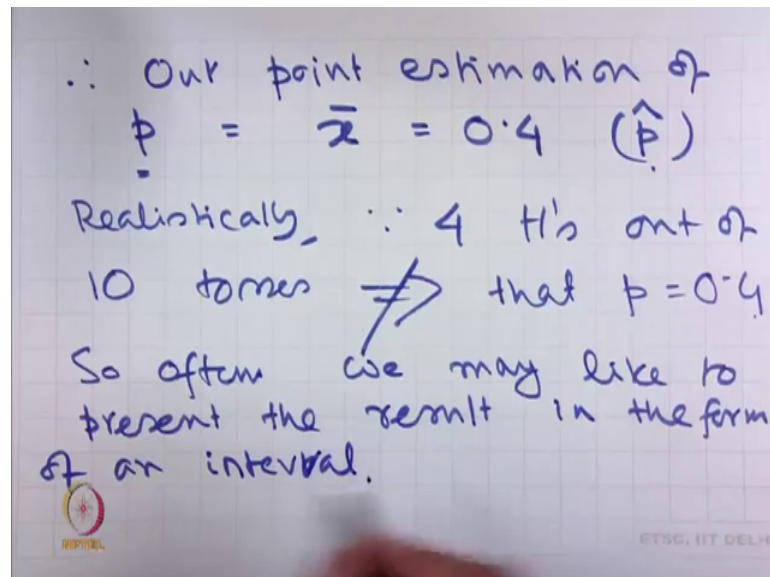 ∴ Our point estimation of
p = x̄ = 0.4 (p̂)
Realistically, ∵ 4 H's out of
10 tosses ⇏ that p = 0.4
So often we may like to
present the result in the form
of an interval.
NPTEL
ETSC, IIT DELH